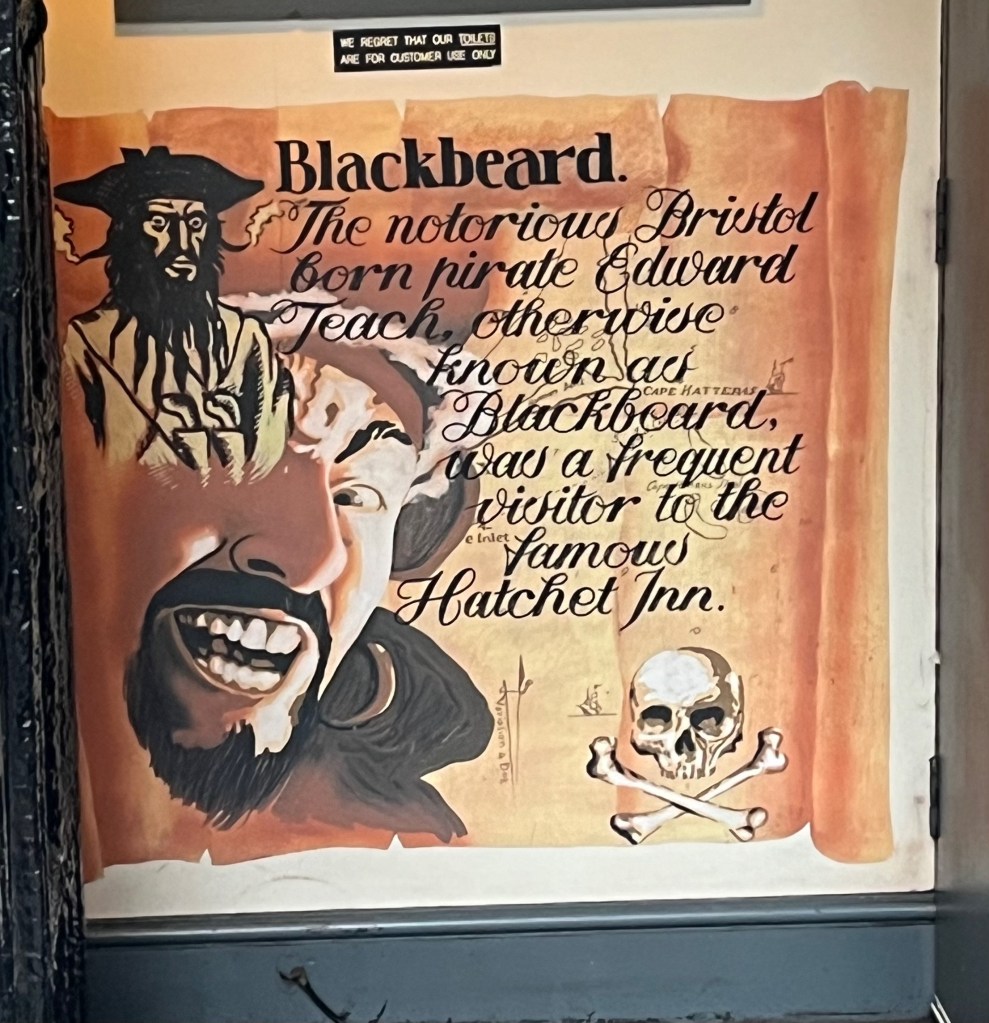 WE REGRET THAT OUR TOILETS
ARE FOR CUSTOMER USE ONLY
Blackbeard.
The notorious Bristol
born pirate Edward
Teach, otherwise
known as
CAPE HATTERAS
Blackbeard,
was a frequent
visitor to the
e Inlet
famous
Hatchet Inn.